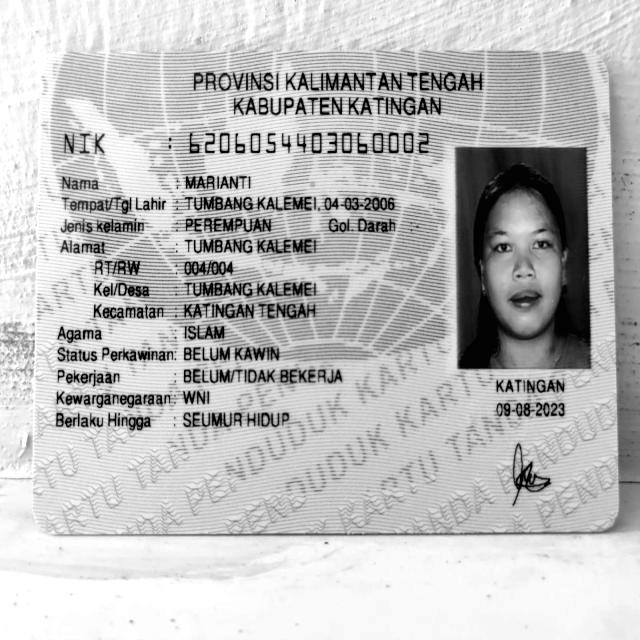 PROVINSI KALIMANTAN TENGAH
KABUPATEN KATINGAN
NIK : 6206054403060002
Nama : MARIANTI
Tempat/Tgl Lahir : TUMBANG KALEMEI, 04-03-2006
Jenis kelamin : PEREMPUAN Gol. Darah :-
Alamat : TUMBANG KALEMEI
RT/RW : 004/004
Kel/Desa : TUMBANG KALEMEI
Kecamatan : KATINGAN TENGAH
Agama : ISLAM
Status Perkawinan: BELUM KAWIN
Pekerjaan : BELUM/TIDAK BEKERJA
Kewarganegaraan: WNI
Berlaku Hingga : SEUMUR HIDUP
KATINGAN
09-08-2023
KARTU TANDA PENDUDUK KARTU TANDA PENDUDUK